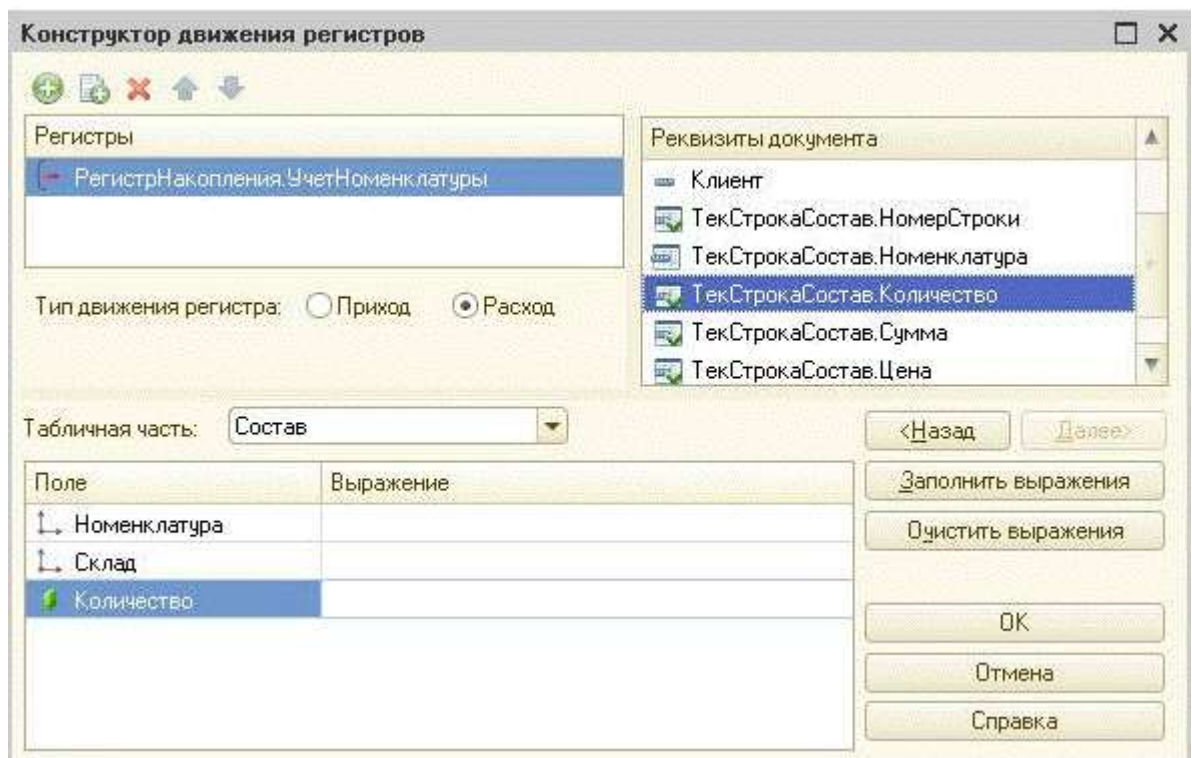 Конструктор движения регистров
Регистры
РегистрНакопления.УчетНоменклатуры
Реквизиты документа
Клиент
ТекСтрокаСостав.НомерСтроки
ТекСтрокаСостав.Номенклатура
ТекСтрокаСостав.Количество
ТекСтрокаСостав.Сумма
ТекСтрокаСостав.Цена
Тип движения регистра: Приход Расход
Табличная часть: Состав
<Назад Далее>
Поле Выражение
Номенклатура
Склад
Количество
Заполнить выражения
Очистить выражения
ОК
Отмена
Справка